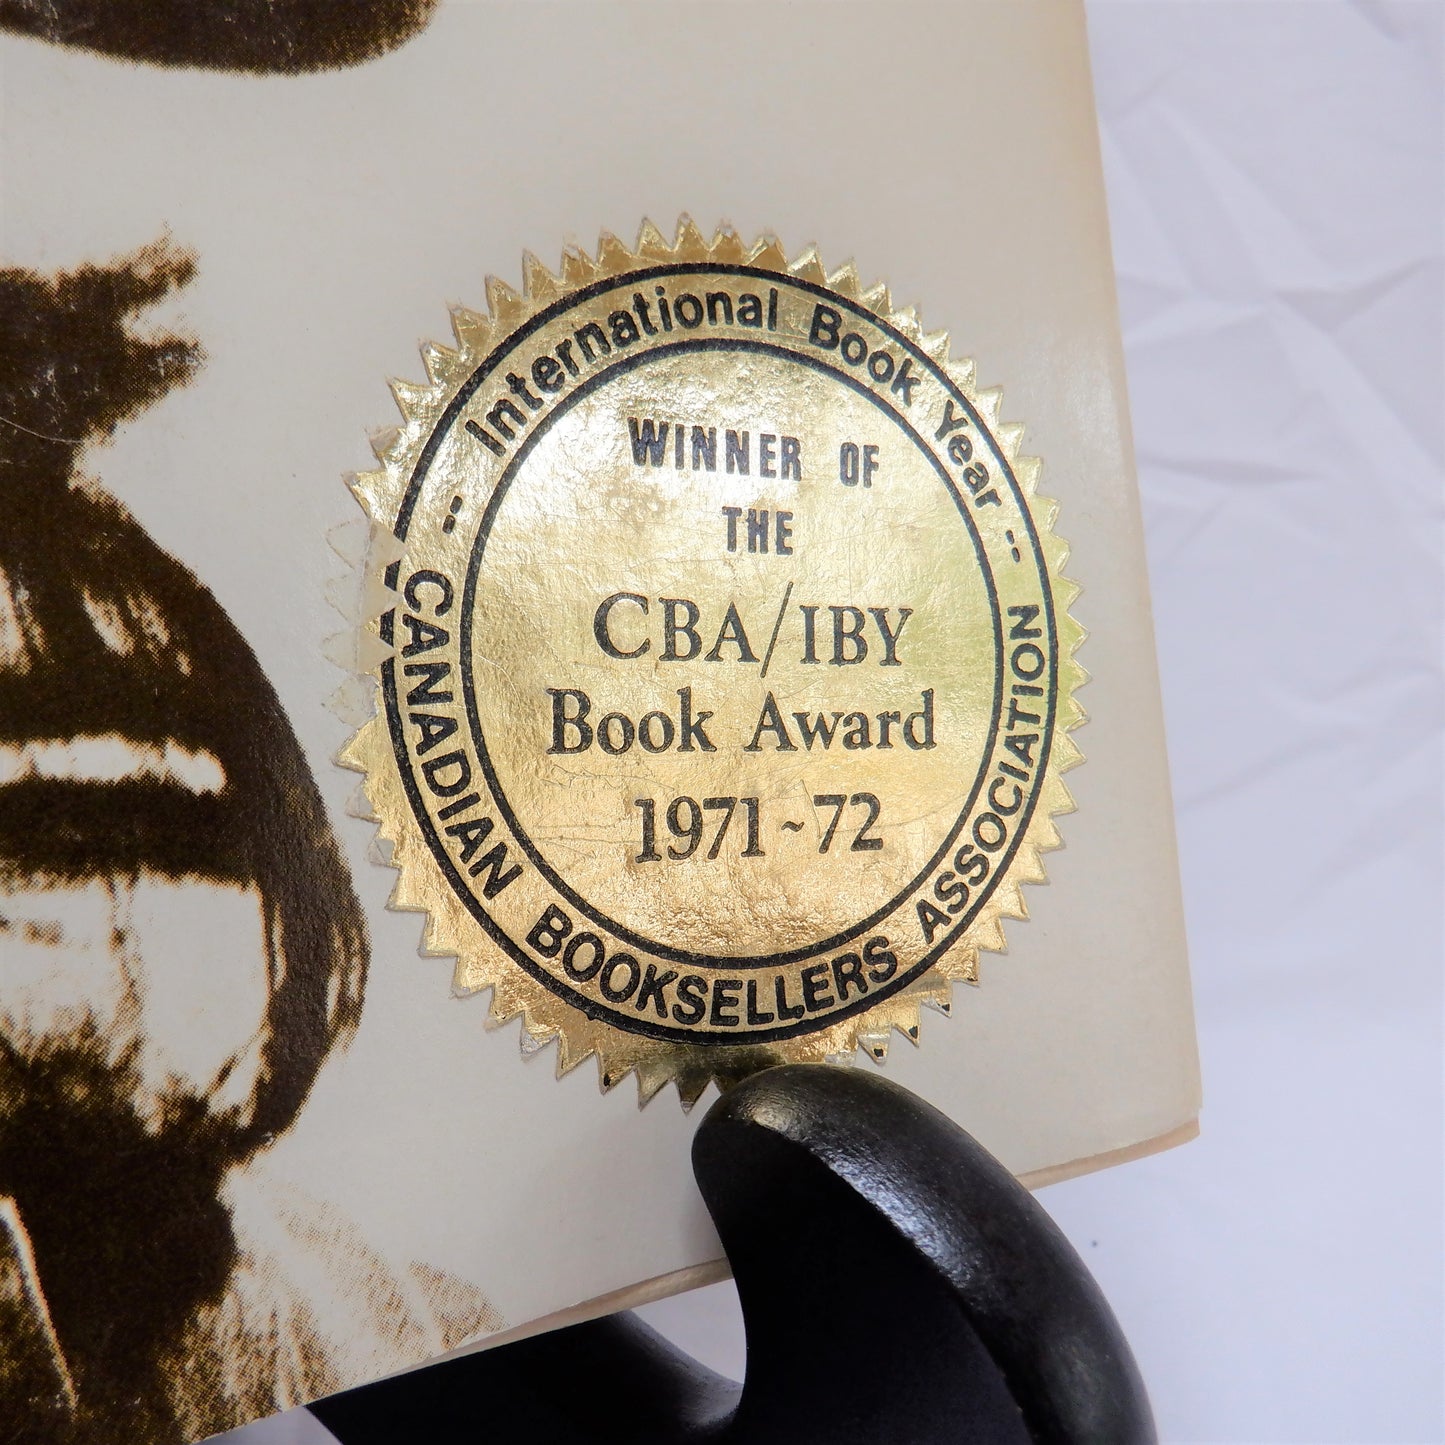 -- International Book Year --
WINNER OF
THE
CBA/IBY
Book Award
1971-72
CANADIAN BOOKSELLERS ASSOCIATION